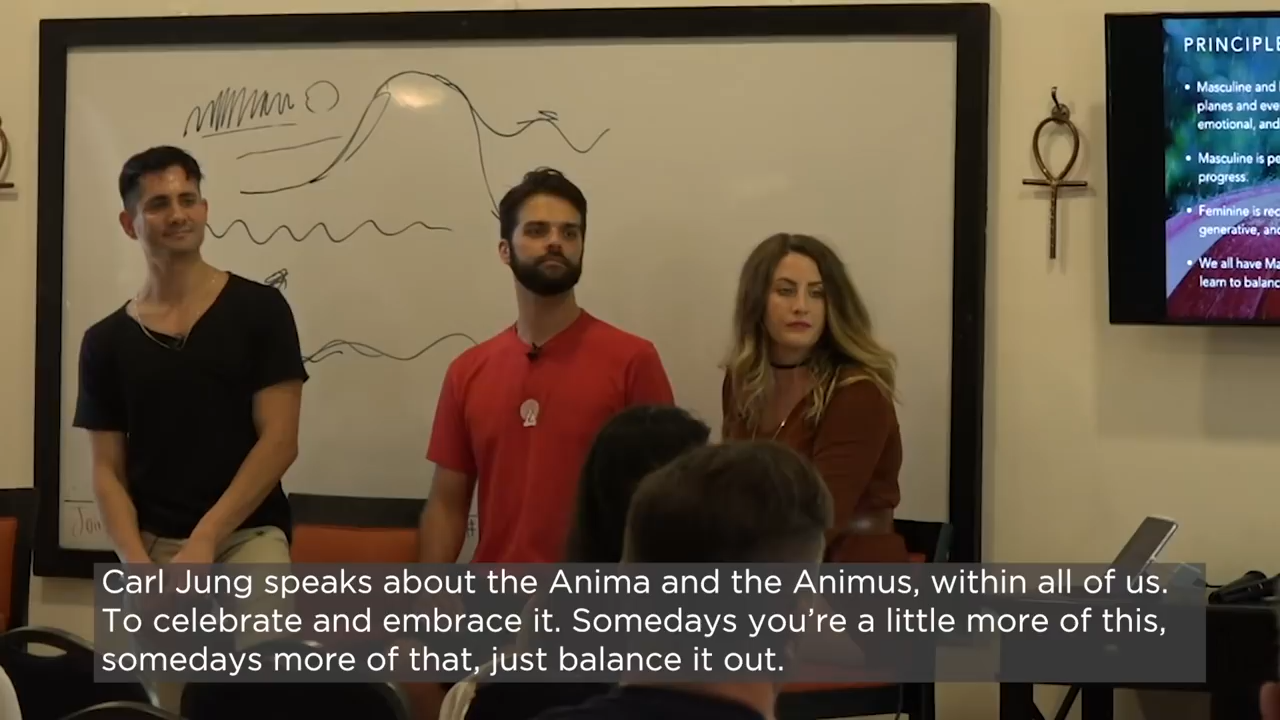 PRINCIPLE
• Masculine and
planes and eve
emotional, and
• Masculine is pe
progress.
• Feminine is rec
generative, and
• We all have Ma
learn to balanc
Carl Jung speaks about the Anima and the Animus, within all of us.
To celebrate and embrace it. Somedays you’re a little more of this,
somedays more of that, just balance it out.